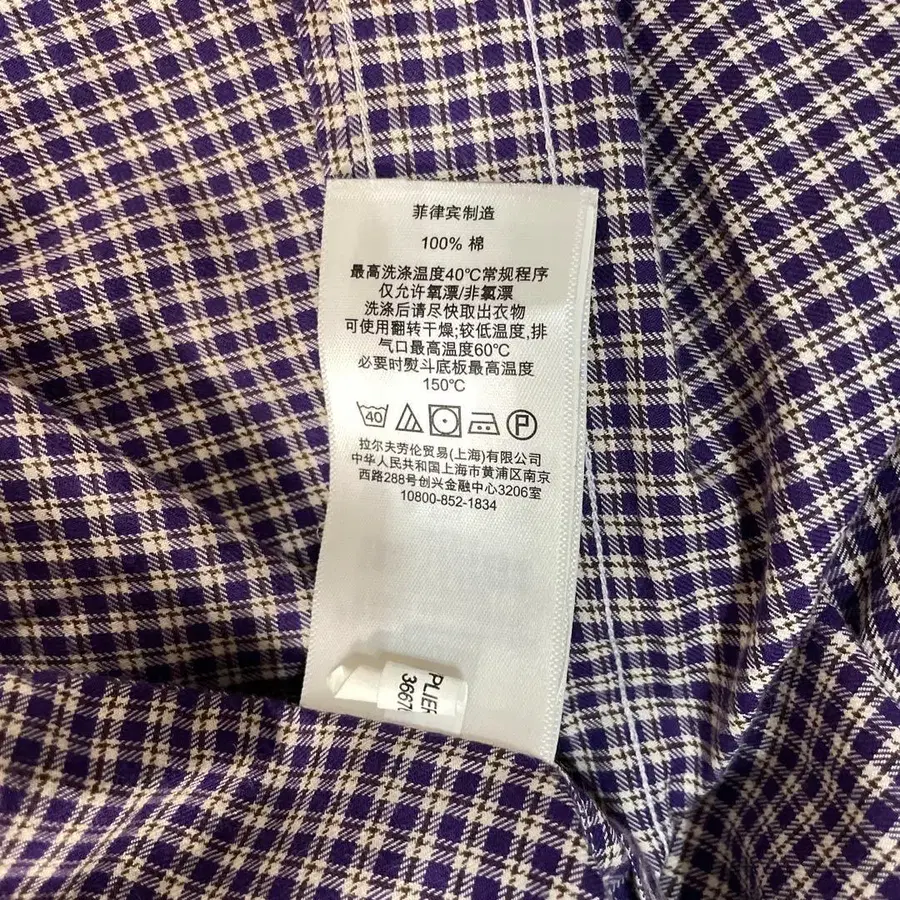 菲律宾制造
100% 棉
最高洗涤温度40℃常规程序
仅允许氧漂/非氯漂
洗涤后请尽快取出衣物
可使用翻转干燥;较低温度,排
气口最高温度60℃
必要时熨斗底板最高温度
150℃
40 P
拉尔夫劳伦贸易(上海)有限公司
中华人民共和国上海市黄浦区南京
西路288号创兴金融中心3206室
10800-852-1834
PLIER
3667